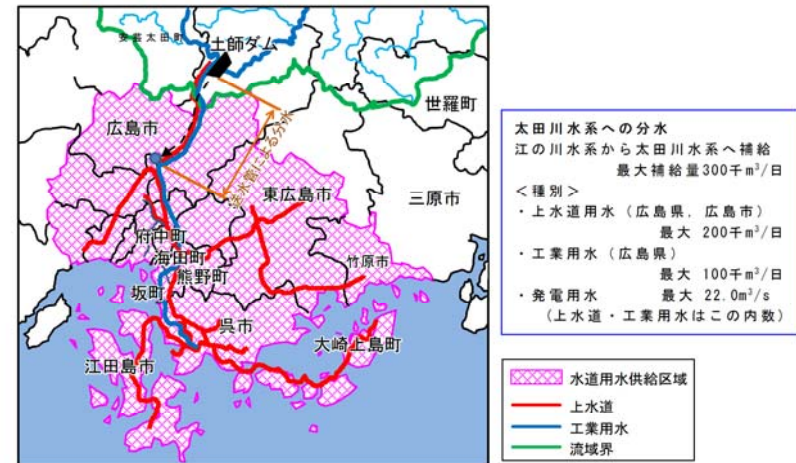 安芸太田町
土師ダム
世羅町
広島市
送水管による分水
東広島市
三原市
府中町
海田町
熊野町
竹原市
坂町
呉市
大崎上島町
江田島市
太田川水系への分水
江の川水系から太田川水系へ補給
最大補給量300千m³/日
＜種別＞
・上水道用水（広島県，広島市）
最大 200千m³/日
・工業用水（広島県）
最大 100千m³/日
・発電用水 最大 22.0m³/s
（上水道・工業用水はこの内数）
水道用水供給区域
上水道
工業用水
流域界